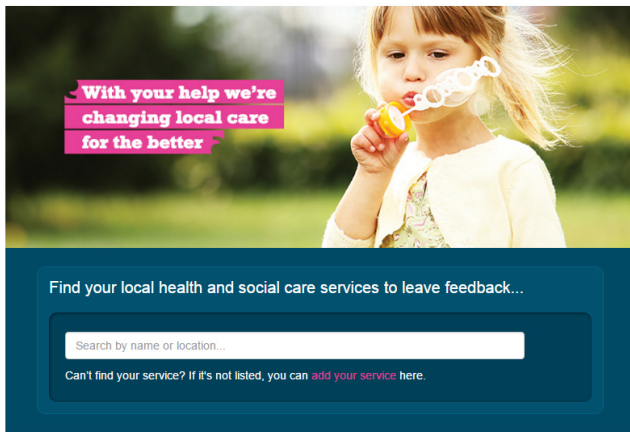 With your help we're
changing local care
for the better
Find your local health and social care services to leave feedback...
Search by name or location...
Can't find your service? If it's not listed, you can add your service here.